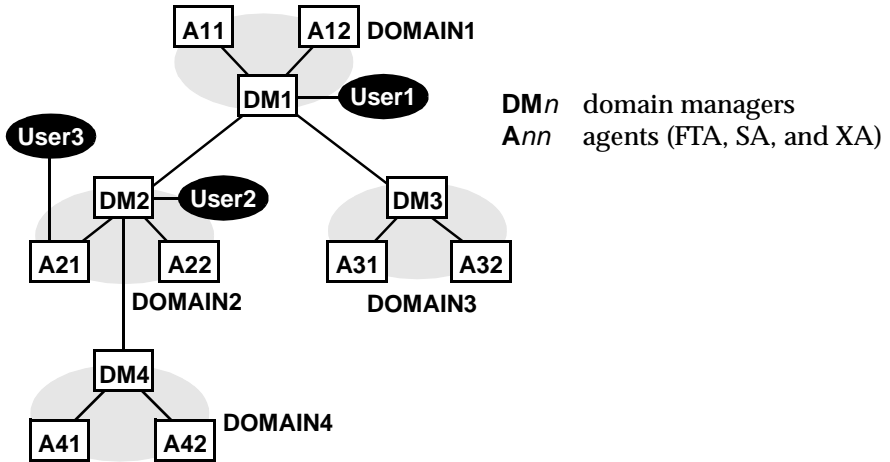 A11 A12 DOMAIN1
DM1 User1
DMn domain managers
Ann agents (FTA, SA, and XA)
User3
DM2 User2 DM3
A21 A22 A31 A32
DOMAIN2 DOMAIN3
DM4
A41 A42 DOMAIN4